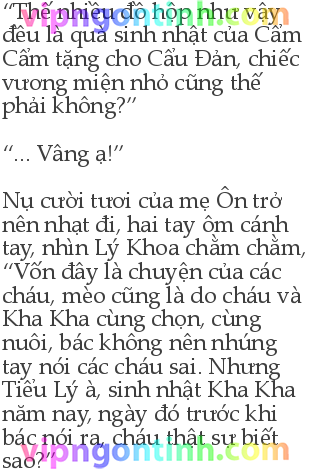 “Thế nhiều đồ hộp như vậy
vipngontinh.com
đều là quà sinh nhật của Cẩm
Cẩm tặng cho Cẩu Đản, chiếc
vương miện nhỏ cũng thế
phải không?”
“... Vâng ạ!”
Nụ cười tươi của mẹ Ôn trở
nên nhạt đi, hai tay ôm cánh
tay, nhìn Lý Khoa chằm chằm,
“Vốn đây là chuyện của các
cháu, mèo cũng là do cháu và
Kha Kha cùng chọn, cùng
nuôi, bác không nên nhúng
tay nói các cháu sai. Nhưng
Tiểu Lý à, sinh nhật Kha Kha
năm nay, ngày đó trước khi
bác nói ra, cháu thật sự biết
vipngontinh.com
sao?”